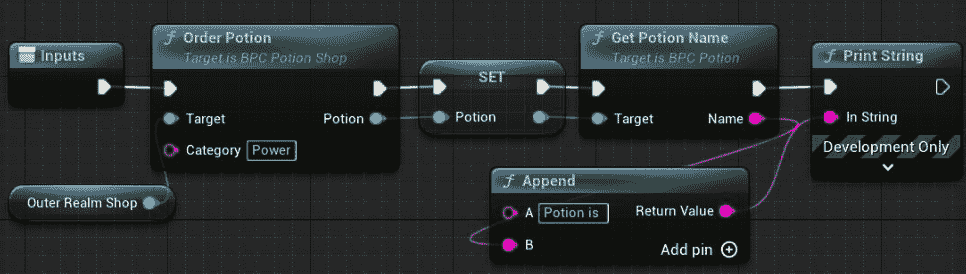 Inputs
Order Potion
Target is BPC Potion Shop
Target
Potion
Category Power
Outer Realm Shop
SET
Potion
Get Potion Name
Target is BPC Potion
Target
Name
Append
A Potion is
Return Value
B
Add pin
Print String
In String
Development Only